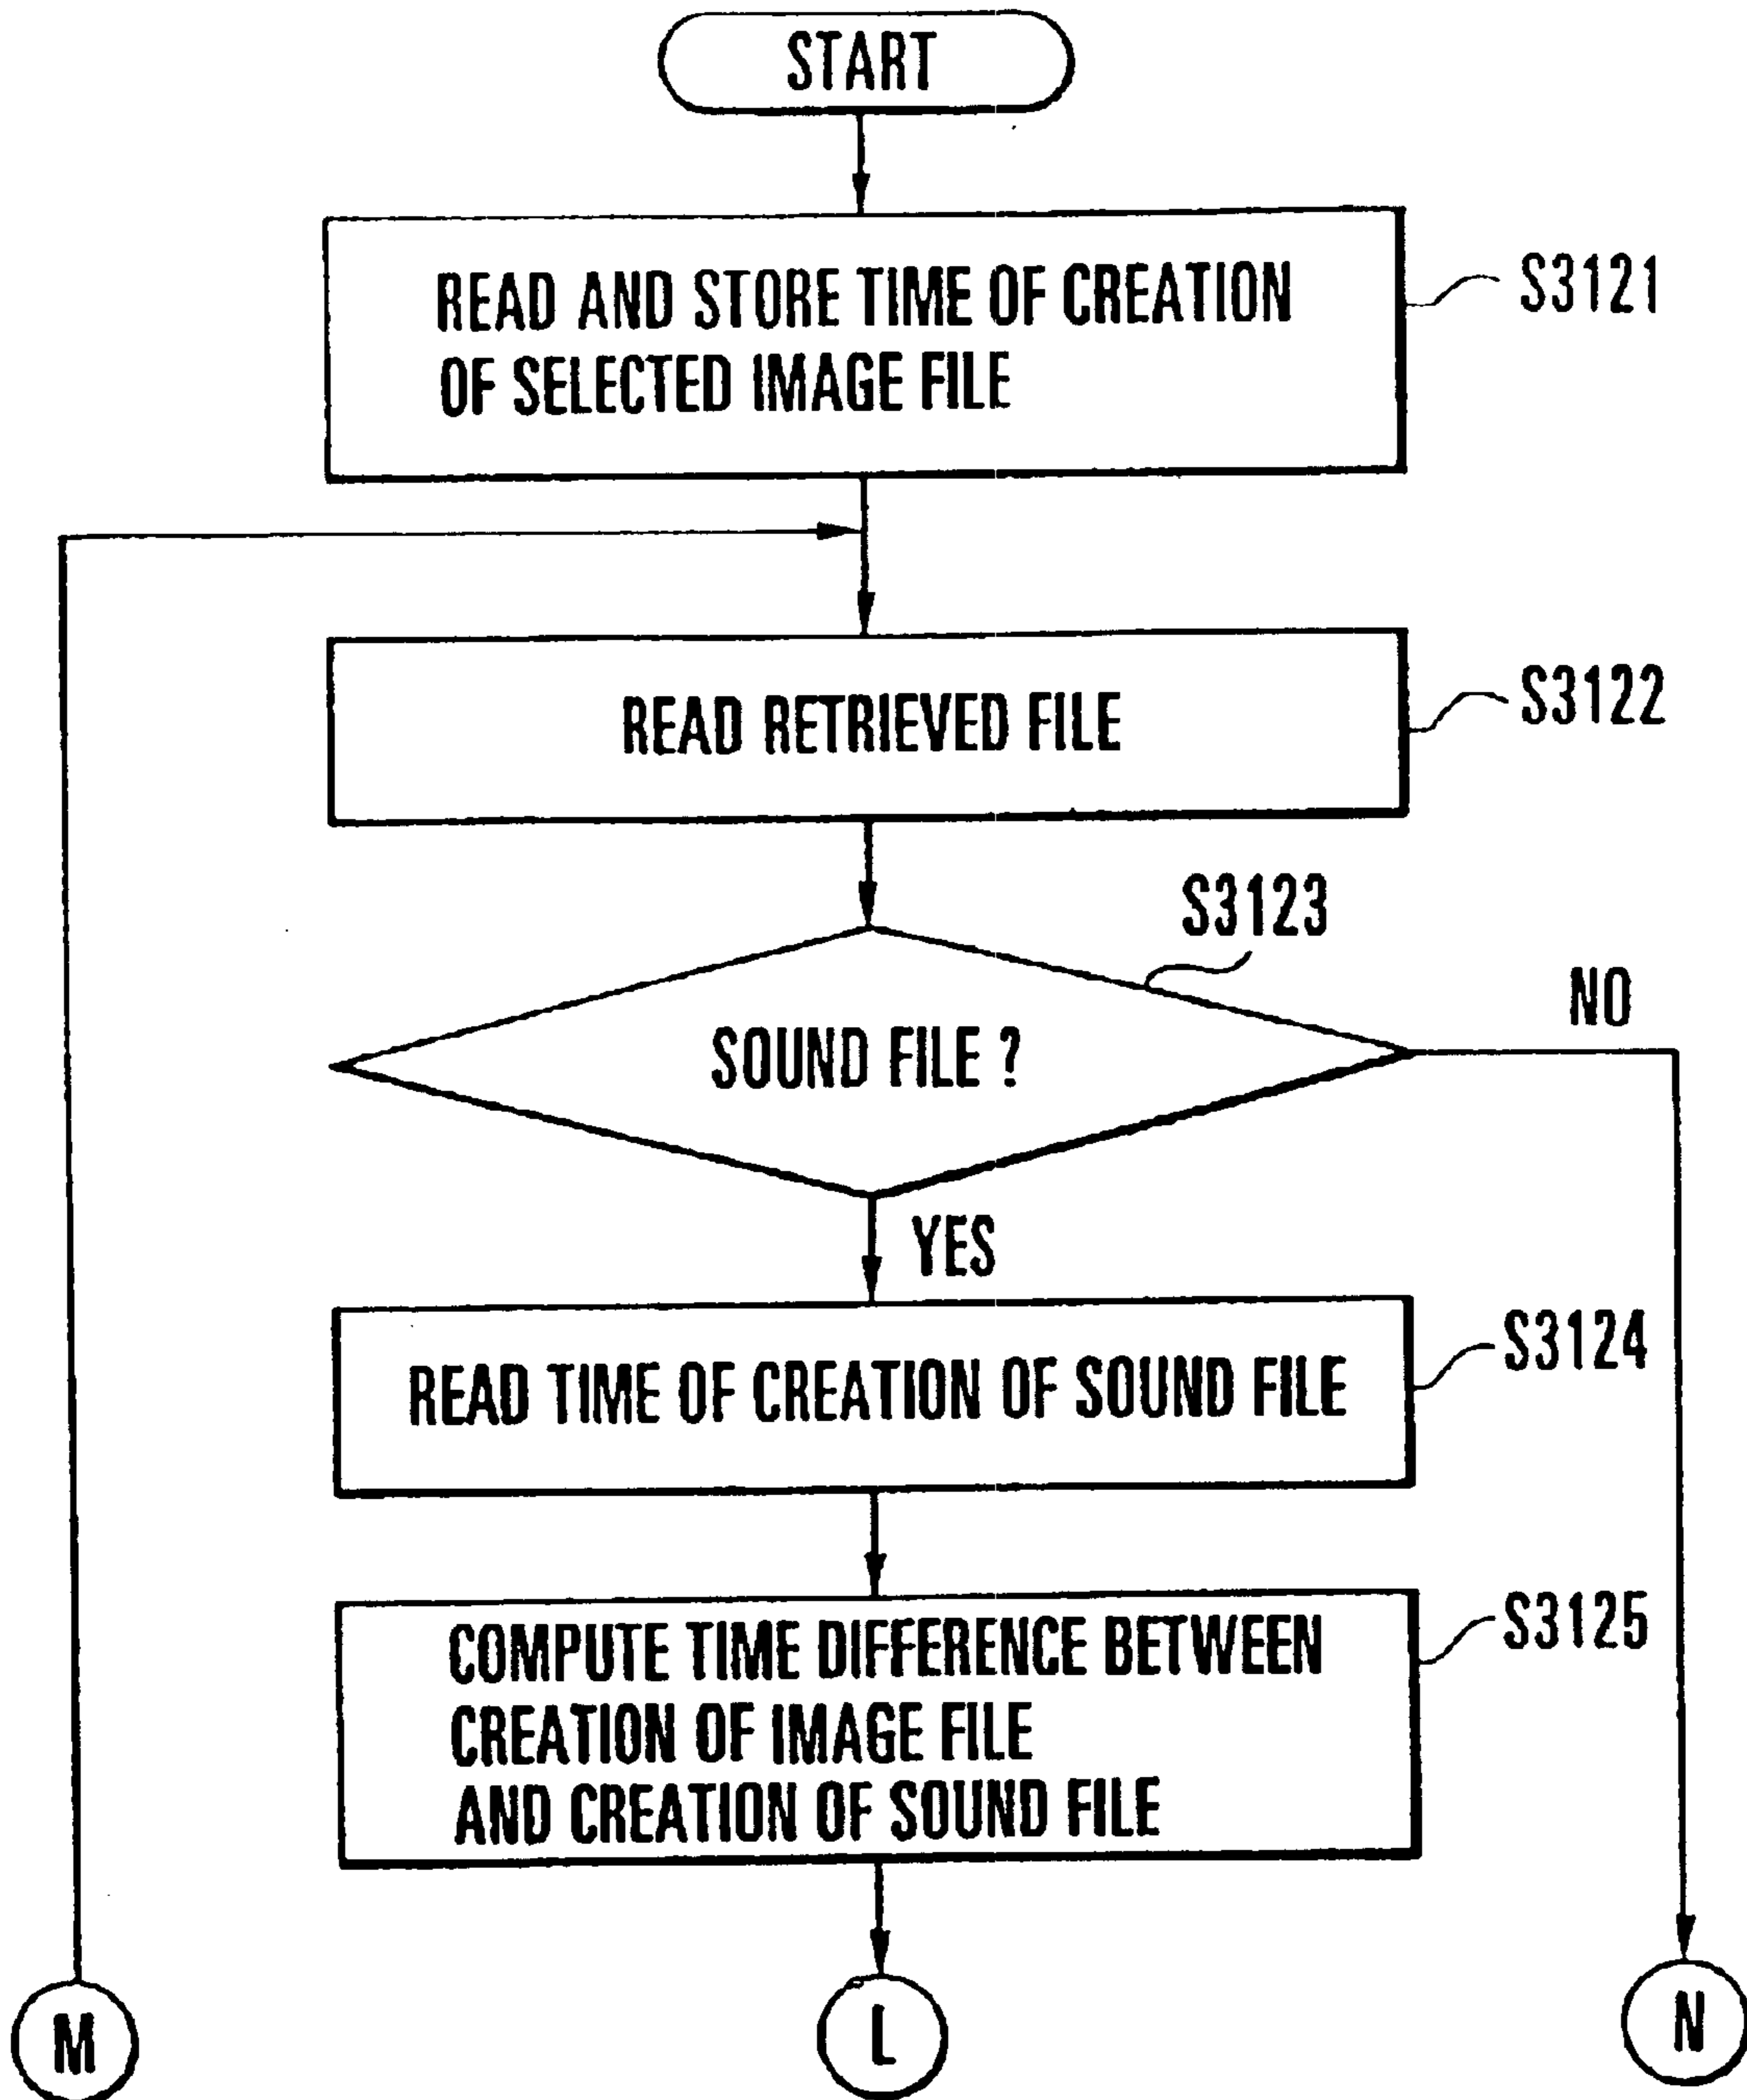 START
READ AND STORE TIME OF CREATION
OF SELECTED IMAGE FILE
S3121
READ RETRIEVED FILE
S3122
S3123
SOUND FILE ?
NO
YES
READ TIME OF CREATION OF SOUND FILE
S3124
COMPUTE TIME DIFFERENCE BETWEEN
CREATION OF IMAGE FILE
AND CREATION OF SOUND FILE
S3125
M
L
N